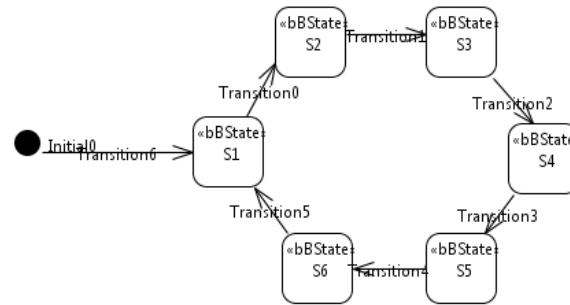 «bBState»
S2
Transition1
«bBState»
S3
Transition0
Transition2
«bBState»
S1
«bBState»
S4
Initial0
Transition6
Transition5
Transition3
«bBState»
S6
Transition4
«bBState»
S5